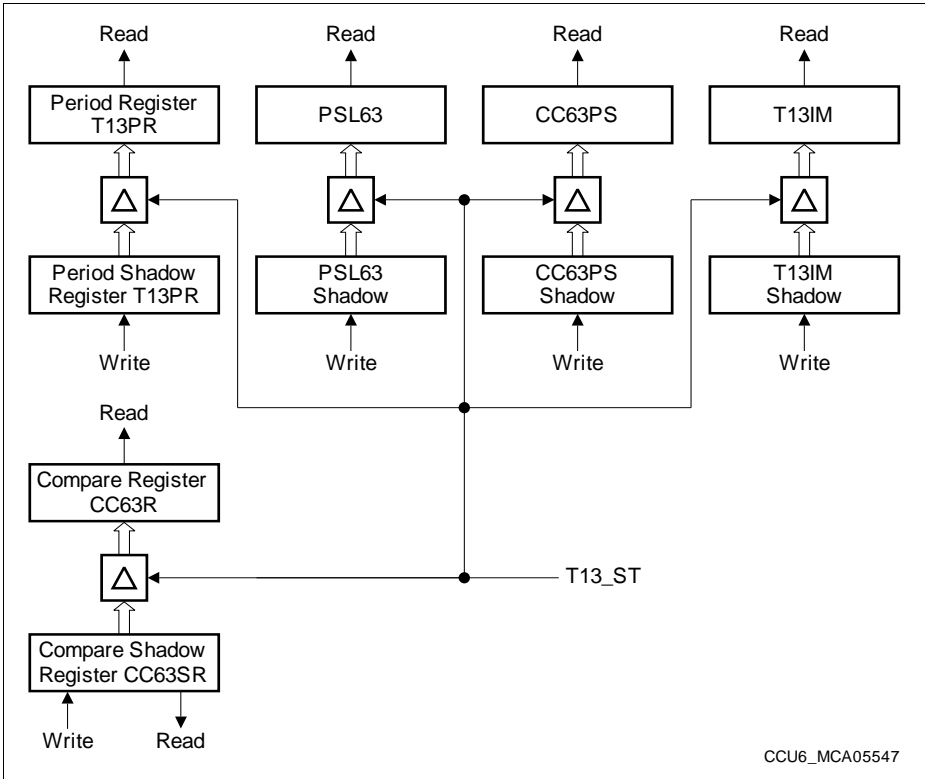 Read
Read
Read
Read
Period Register
T13PR
PSL63
CC63PS
T13IM
Period Shadow
Register T13PR
PSL63
Shadow
CC63PS
Shadow
T13IM
Shadow
Write
Write
Write
Write
Read
Compare Register
CC63R
T13_ST
Compare Shadow
Register CC63SR
Write
Read
CCU6_MCA05547